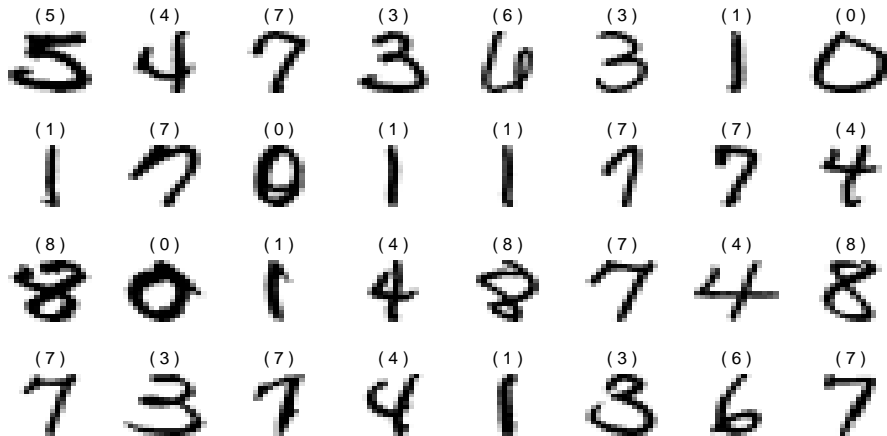 ( 5 ) ( 4 ) ( 7 ) ( 3 ) ( 6 ) ( 3 ) ( 1 ) ( 0 )
5 4 7 3 6 3 1 0
( 1 ) ( 7 ) ( 0 ) ( 1 ) ( 1 ) ( 7 ) ( 7 ) ( 4 )
1 7 0 1 1 7 7 4
( 8 ) ( 0 ) ( 1 ) ( 4 ) ( 8 ) ( 7 ) ( 4 ) ( 8 )
8 0 1 4 8 7 4 8
( 7 ) ( 3 ) ( 7 ) ( 4 ) ( 1 ) ( 3 ) ( 6 ) ( 7 )
7 3 7 4 1 3 6 7